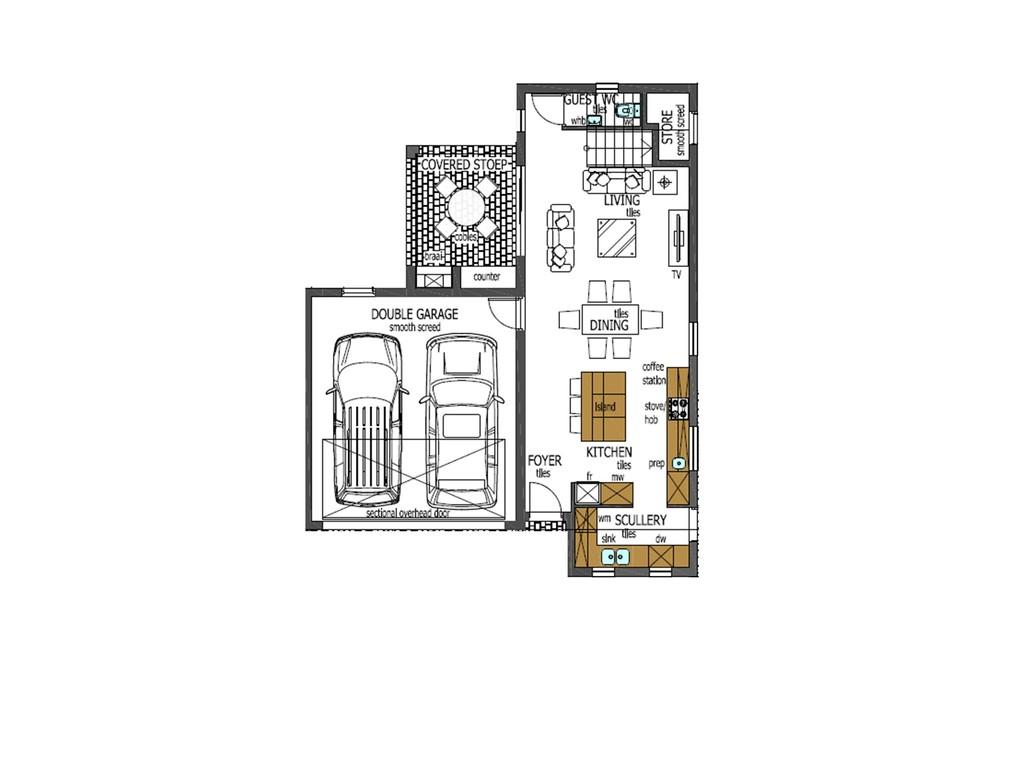 GUEST WC
tiles
whb
wc
STORE
smooth screed
COVERED STOEP
cobles
braai
counter
LIVING
tiles
TV
DOUBLE GARAGE
smooth screed
tiles
DINING
coffee
station
Island
stove/
hob
KITCHEN
tiles
prep
FOYER
tiles
fr
mw
sectional overhead door
wm
SCULLERY
tiles
sink
dw